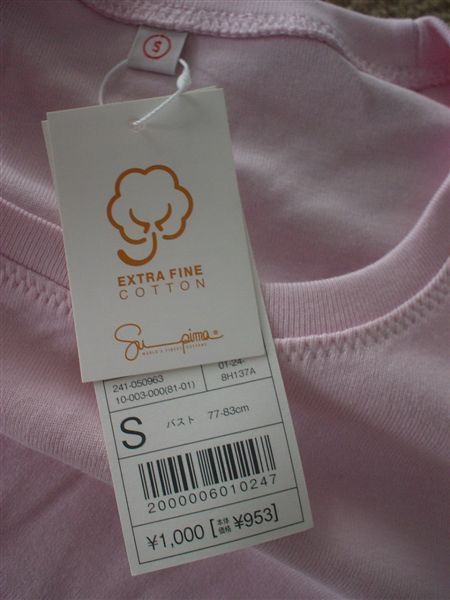 S
EXTRA FINE
COTTON
Supima®
WORLD'S FINEST COTTONS
241-050963
10-003-000(81-01)
01-24-
8H137A
S バスト 77-83cm
2000006010247
¥1,000 [本体価格 ¥953]